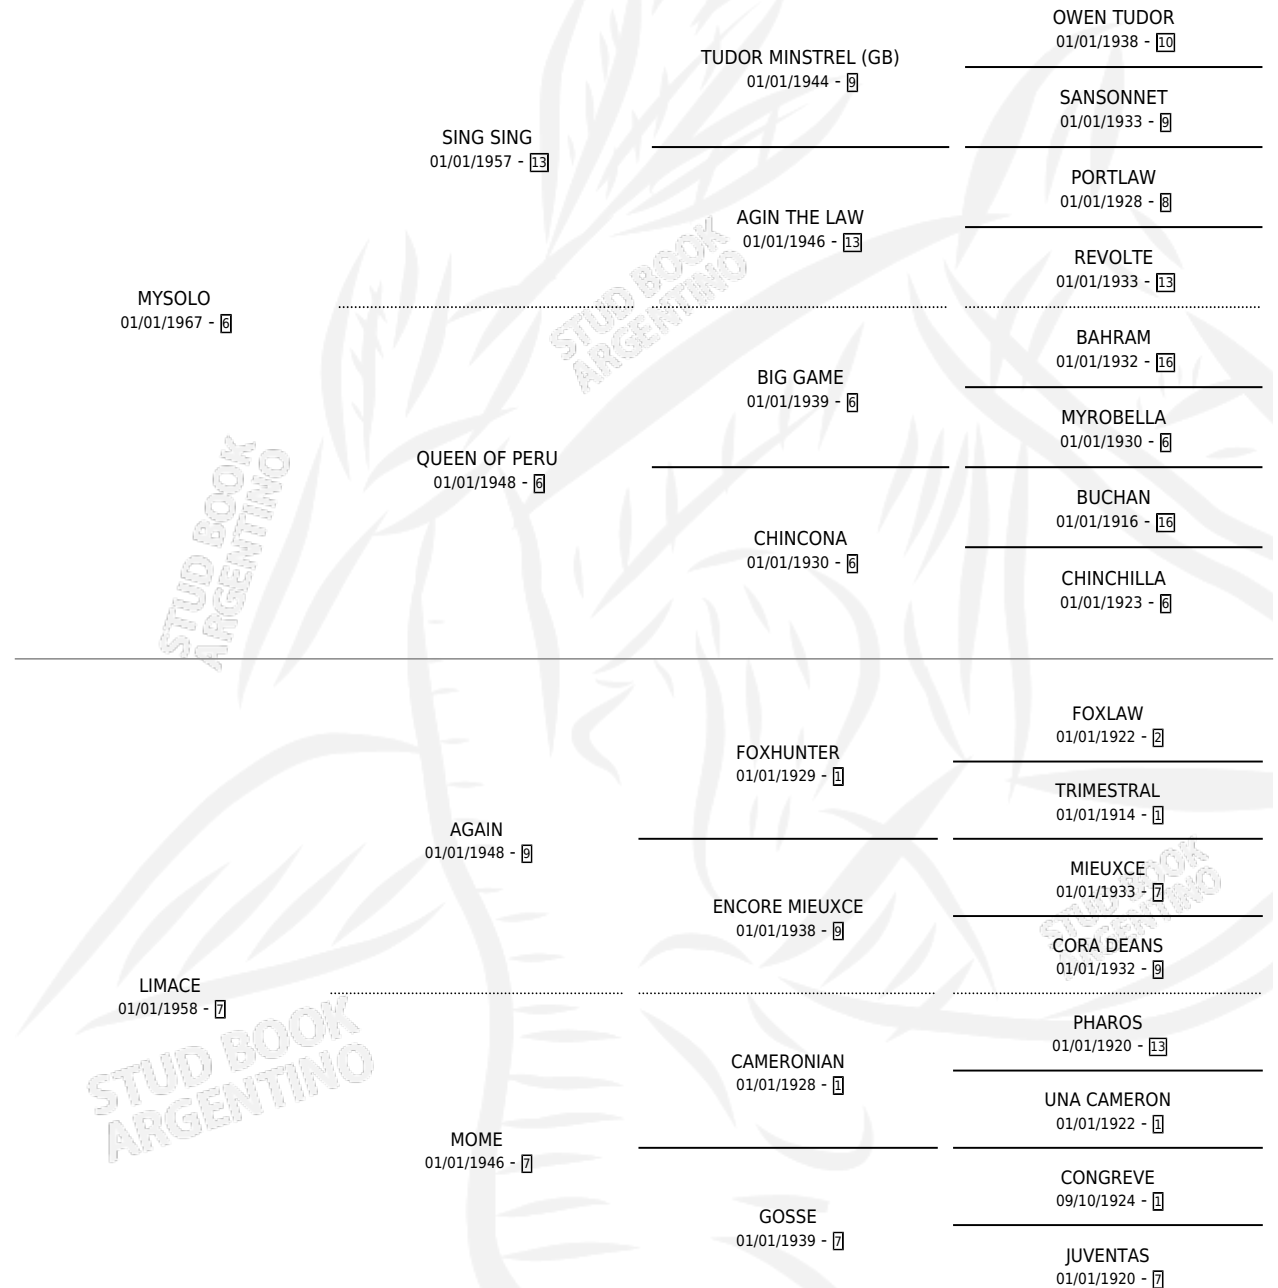 OWEN TUDOR
01/01/1938 - 10
TUDOR MINSTREL (GB)
01/01/1944 - 9
SANSONNET
01/01/1933 - 9
SING SING
01/01/1957 - 13
PORTLAW
01/01/1928 - 8
AGIN THE LAW
01/01/1946 - 13
REVOLTE
01/01/1933 - 13
MYSOLO
01/01/1967 - 6
BAHRAM
01/01/1932 - 16
BIG GAME
01/01/1939 - 6
MYROBELLA
01/01/1930 - 6
QUEEN OF PERU
01/01/1948 - 6
BUCHAN
01/01/1916 - 16
CHINCONA
01/01/1930 - 6
CHINCHILLA
01/01/1923 - 6
STUD BOOK
ARGENTINO
STUD BOOK
ARGENTINO
FOXLAW
01/01/1922 - 2
FOXHUNTER
01/01/1929 - 1
TRIMESTRAL
01/01/1914 - 1
AGAIN
01/01/1948 - 9
MIEUXCE
01/01/1933 - 7
ENCORE MIEUXCE
01/01/1938 - 9
CORA DEANS
01/01/1932 - 9
LIMACE
01/01/1958 - 7
PHAROS
01/01/1920 - 13
CAMERONIAN
01/01/1928 - 1
UNA CAMERON
01/01/1922 - 1
MOME
01/01/1946 - 7
CONGREVE
09/10/1924 - 1
GOSSE
01/01/1939 - 7
JUVENTAS
01/01/1920 - 7
STUD BOOK
ARGENTINO
STUD BOOK
ARGENTINO